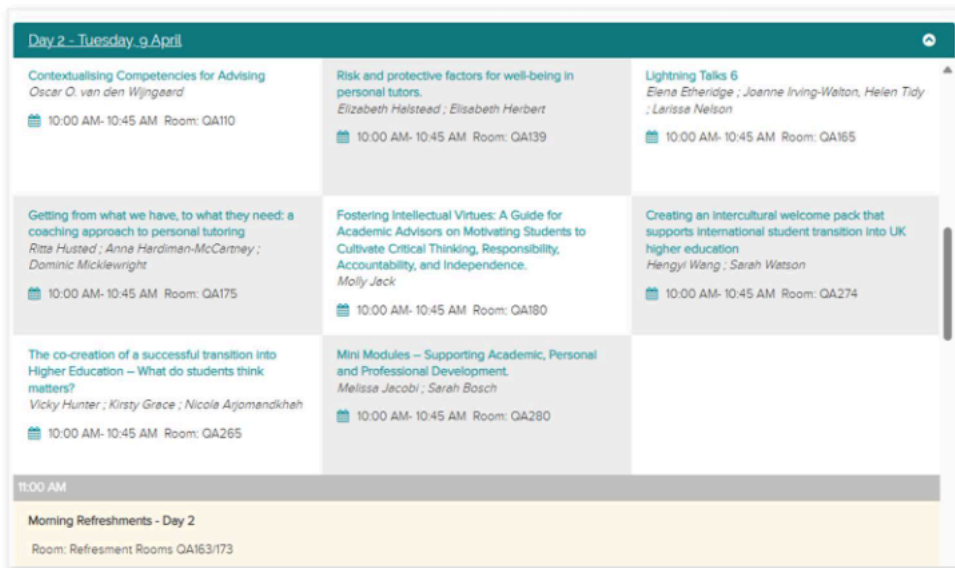 Day 2 - Tuesday, 9 April
Contextualising Competencies for Advising
Oscar O. van den Wijngaard
10:00 AM- 10:45 AM Room: QA110
Risk and protective factors for well-being in
personal tutors.
Elizabeth Halstead ; Elisabeth Herbert
10:00 AM- 10:45 AM Room: QA139
Lightning Talks 6
Elena Etheridge ; Joanne Irving-Walton, Helen Tidy
; Larissa Nelson
10:00 AM- 10:45 AM Room: QA165
Getting from what we have, to what they need: a
coaching approach to personal tutoring
Ritta Husted ; Anna Hardiman-McCartney ;
Dominic Micklewright
10:00 AM- 10:45 AM Room: QA175
Fostering Intellectual Virtues: A Guide for
Academic Advisors on Motivating Students to
Cultivate Critical Thinking, Responsibility,
Accountability, and Independence.
Molly Jack
10:00 AM- 10:45 AM Room: QA180
Creating an intercultural welcome pack that
supports international student transition into UK
higher education
Hengyi Wang ; Sarah Watson
10:00 AM- 10:45 AM Room: QA274
The co-creation of a successful transition into
Higher Education – What do students think
matters?
Vicky Hunter ; Kirsty Grace ; Nicola Arjomandkhah
10:00 AM- 10:45 AM Room: QA265
Mini Modules – Supporting Academic, Personal
and Professional Development.
Melissa Jacobi ; Sarah Bosch
10:00 AM- 10:45 AM Room: QA280
11:00 AM
Morning Refreshments - Day 2
Room: Refresment Rooms QA163/173